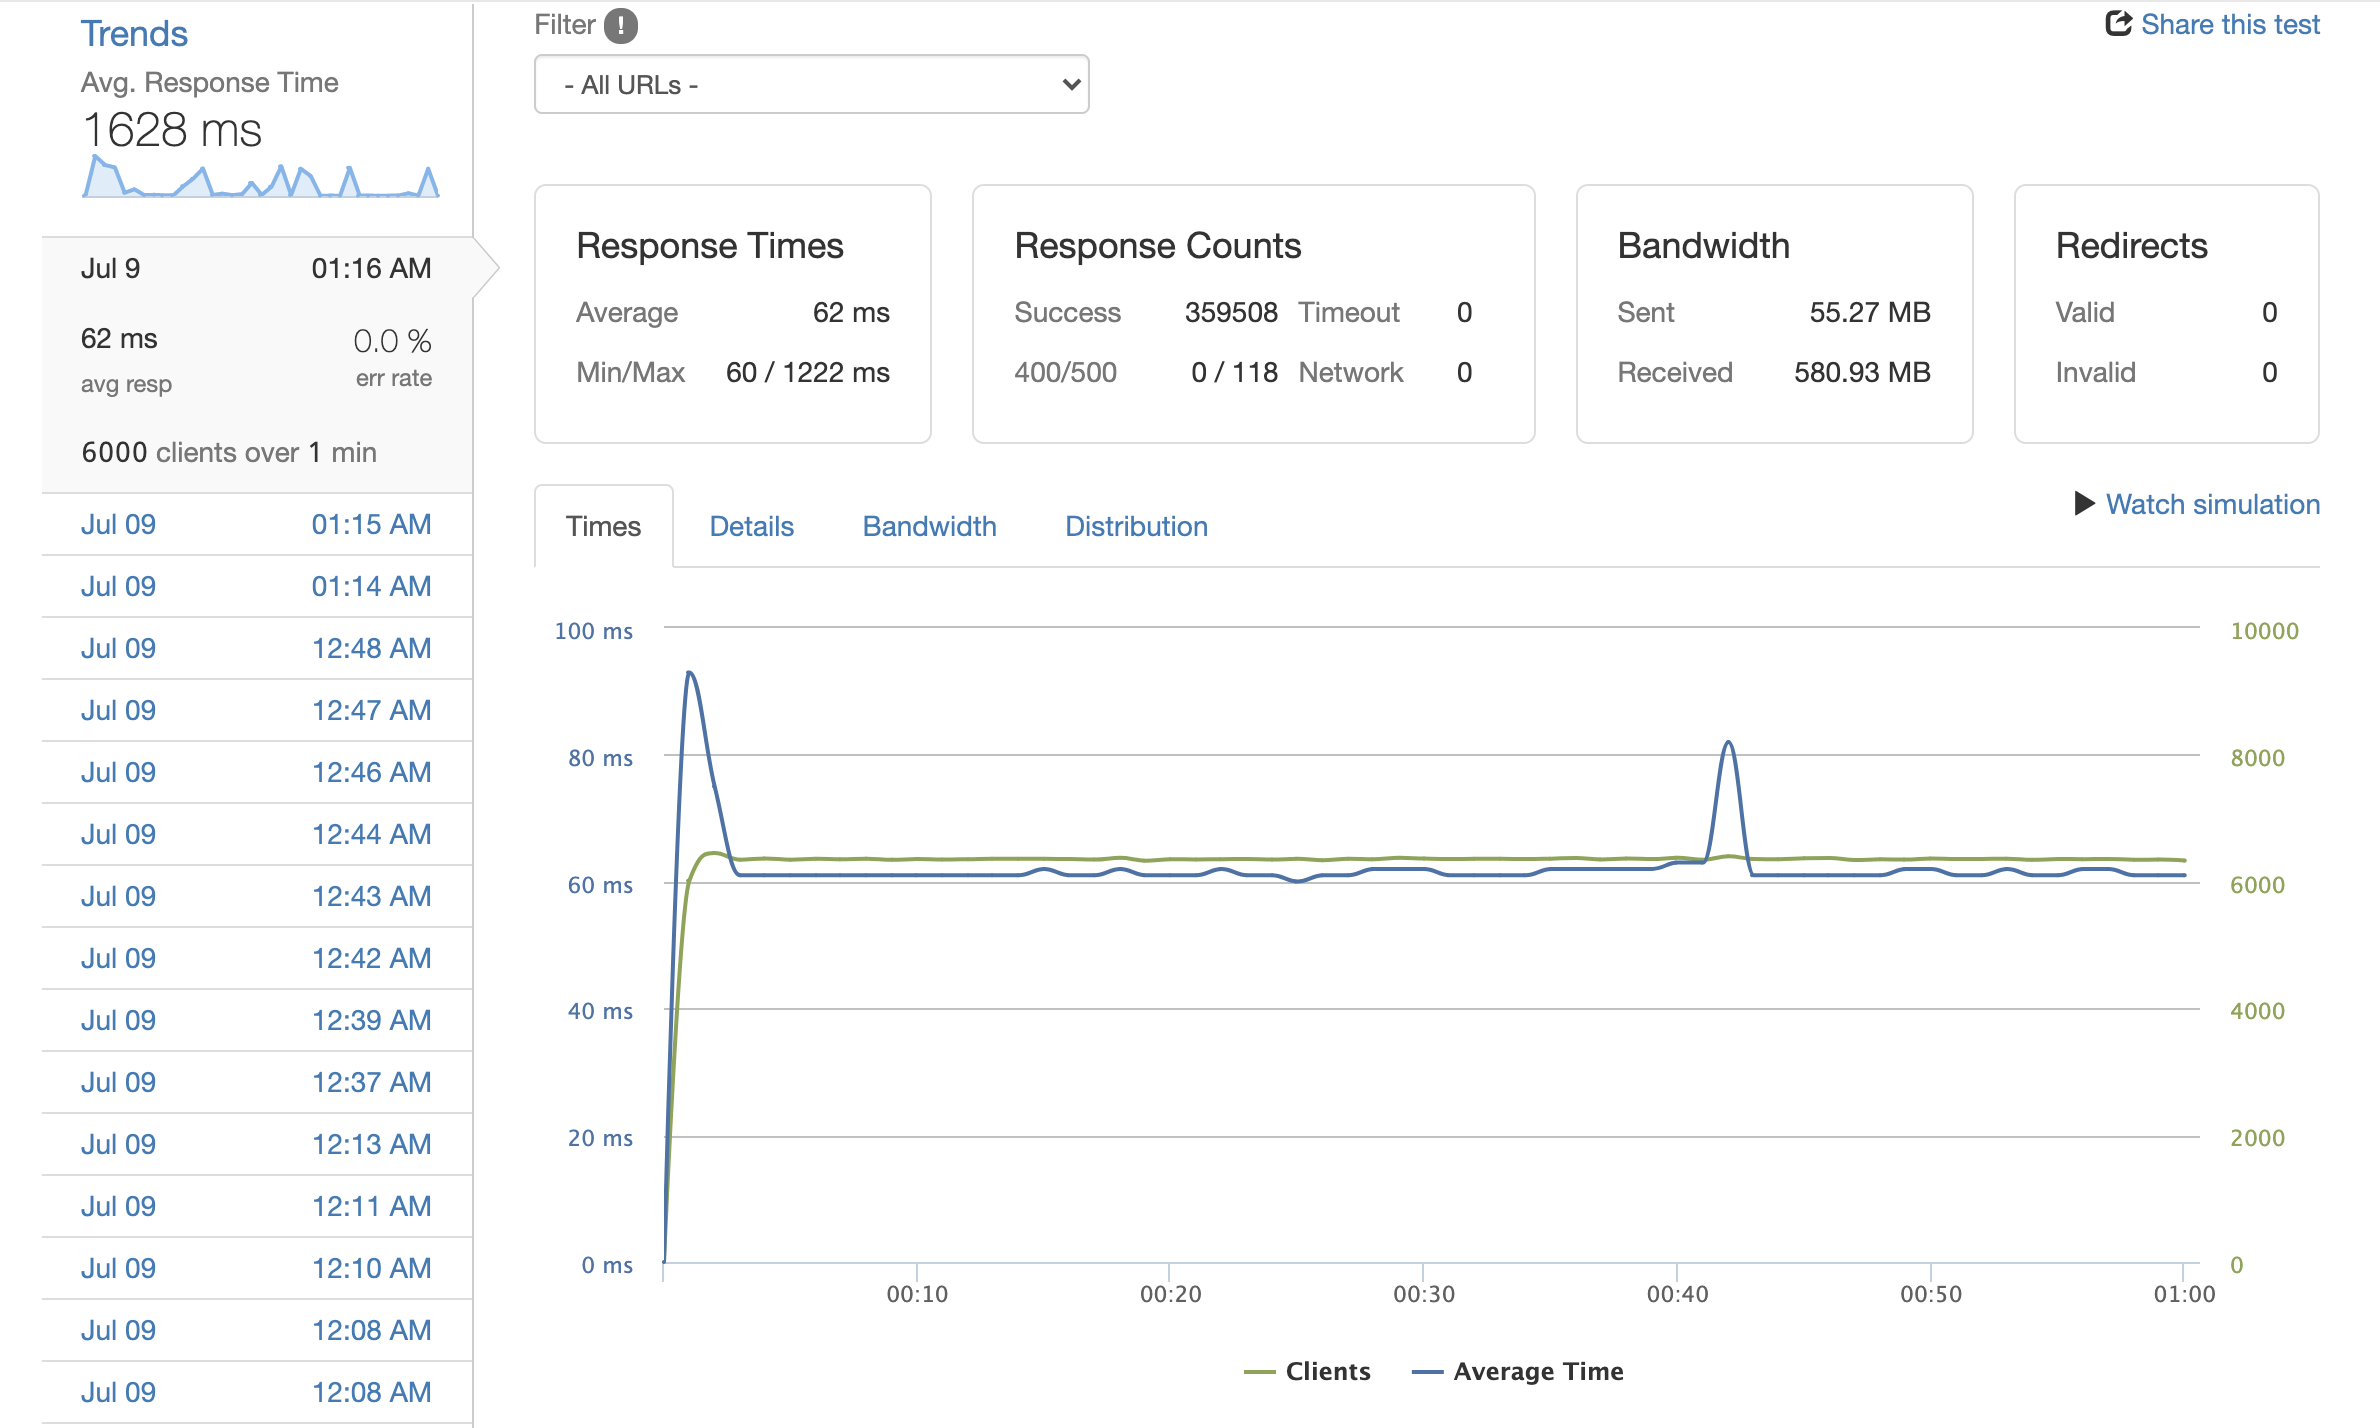 Trends
Avg. Response Time
1628 ms
Jul 9 01:16 AM
62 ms 0.0 %
avg resp err rate
6000 clients over 1 min
Jul 09 01:15 AM
Jul 09 01:14 AM
Jul 09 12:48 AM
Jul 09 12:47 AM
Jul 09 12:46 AM
Jul 09 12:44 AM
Jul 09 12:43 AM
Jul 09 12:42 AM
Jul 09 12:39 AM
Jul 09 12:37 AM
Jul 09 12:13 AM
Jul 09 12:11 AM
Jul 09 12:10 AM
Jul 09 12:08 AM
Jul 09 12:08 AM
Filter !
Share this test
- All URLs -
Response Times
Average 62 ms
Min/Max 60 / 1222 ms
Response Counts
Success 359508 Timeout 0
400/500 0 / 118 Network 0
Bandwidth
Sent 55.27 MB
Received 580.93 MB
Redirects
Valid 0
Invalid 0
Times Details Bandwidth Distribution
Watch simulation
100 ms 10000
80 ms 8000
60 ms 6000
40 ms 4000
20 ms 2000
0 ms 0
00:10 00:20 00:30 00:40 00:50 01:00
Clients Average Time